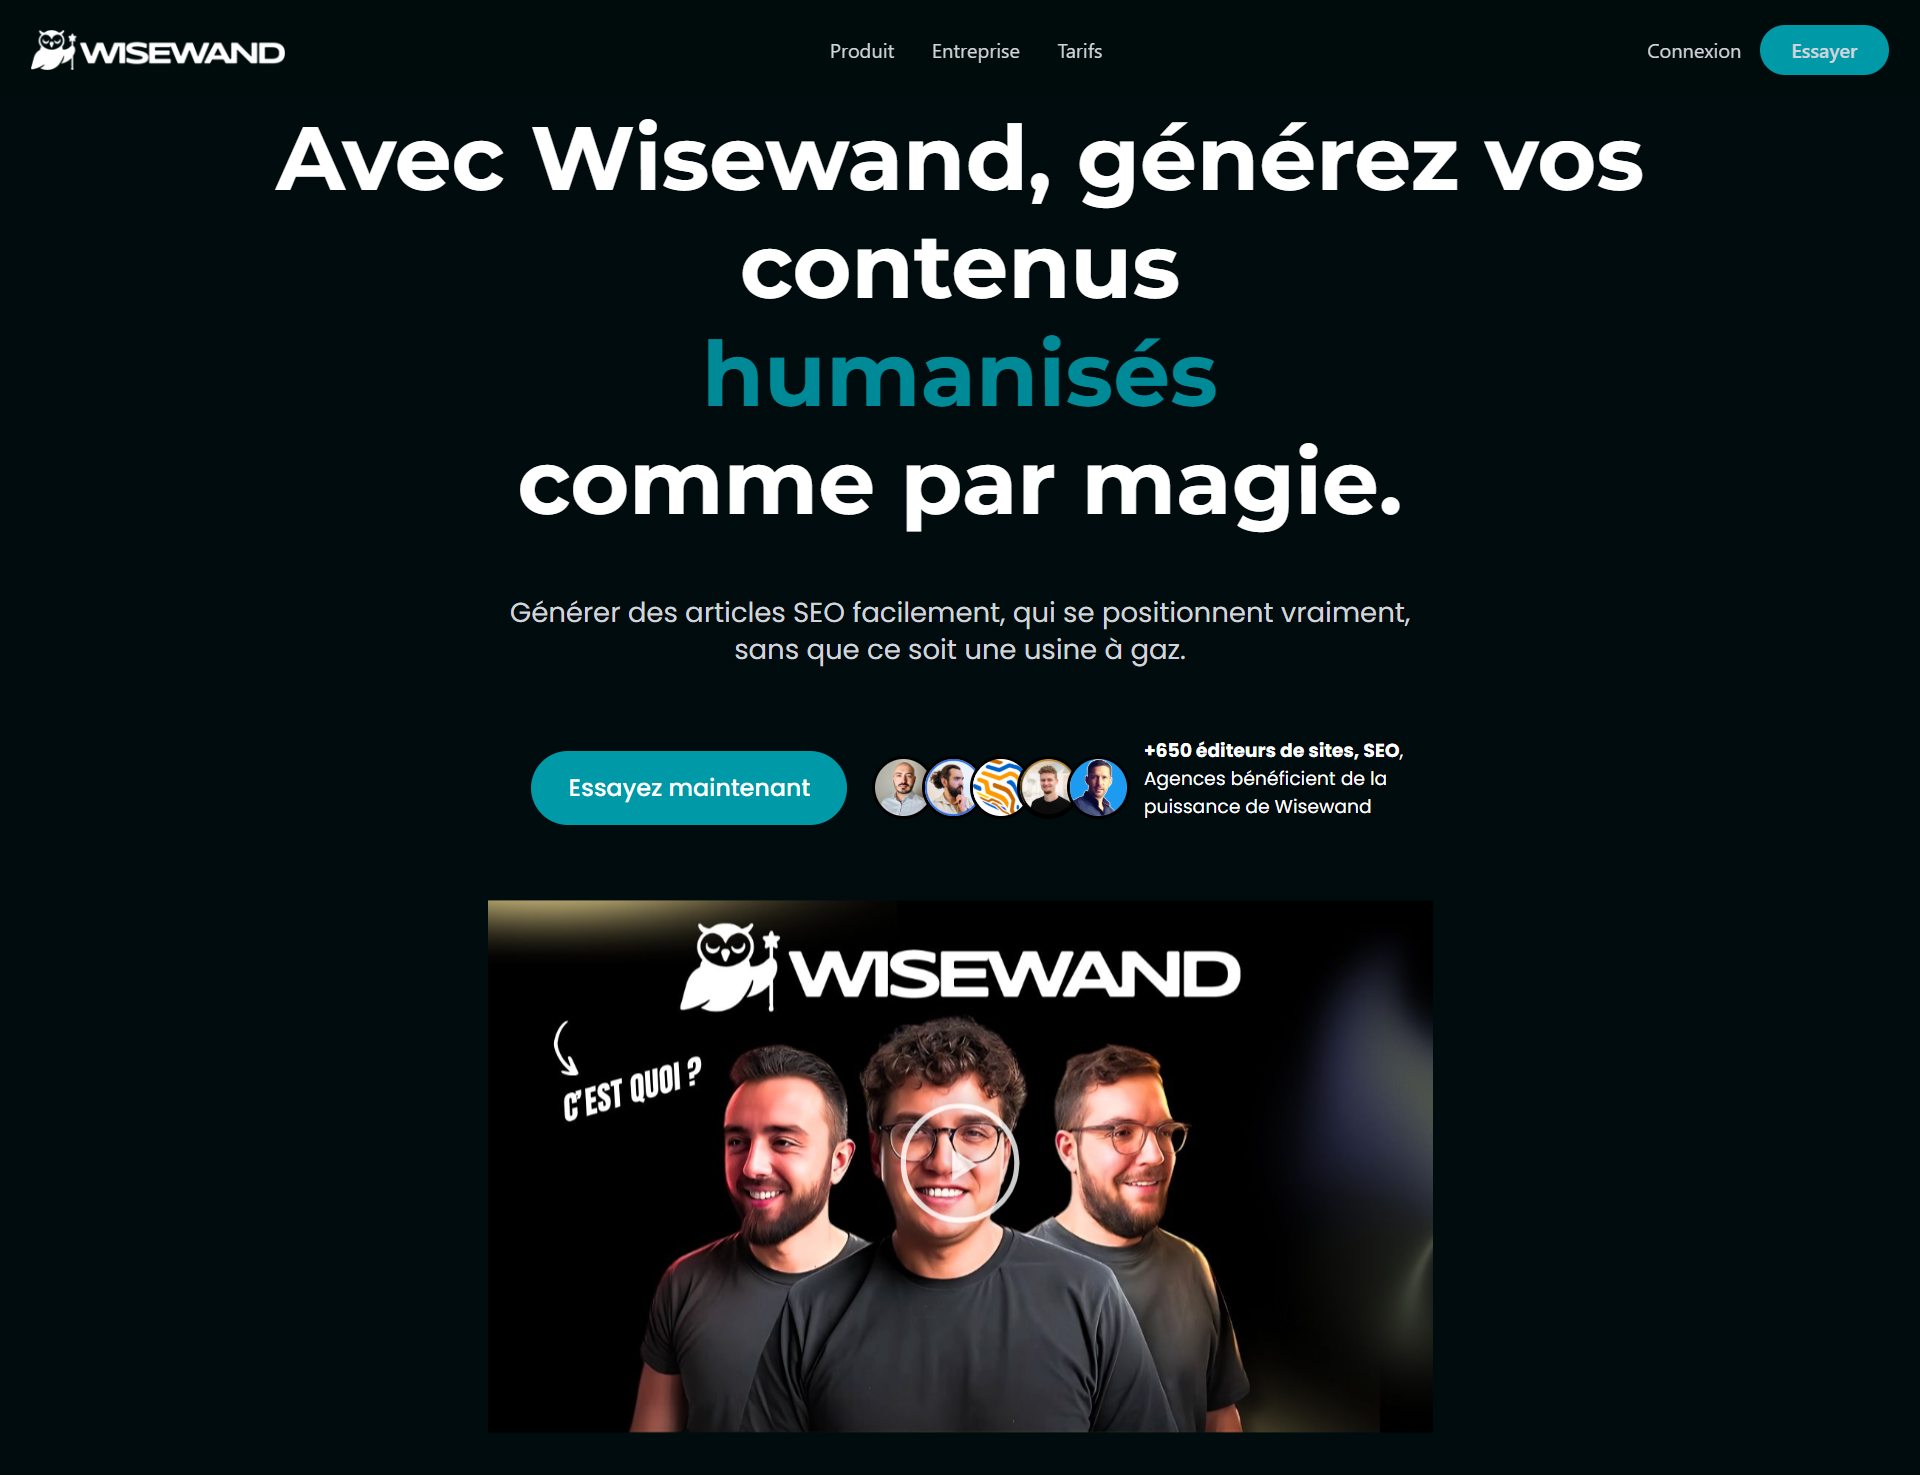 WISEWAND
Produit
Entreprise
Tarifs
Connexion
Essayer
Avec Wisewand, générez vos
contenus
humanisés
comme par magie.
Générer des articles SEO facilement, qui se positionnent vraiment,
sans que ce soit une usine à gaz.
Essayez maintenant
+650 éditeurs de sites, SEO,
Agences bénéficient de la
puissance de Wisewand
WISEWAND
C'EST QUOI ?